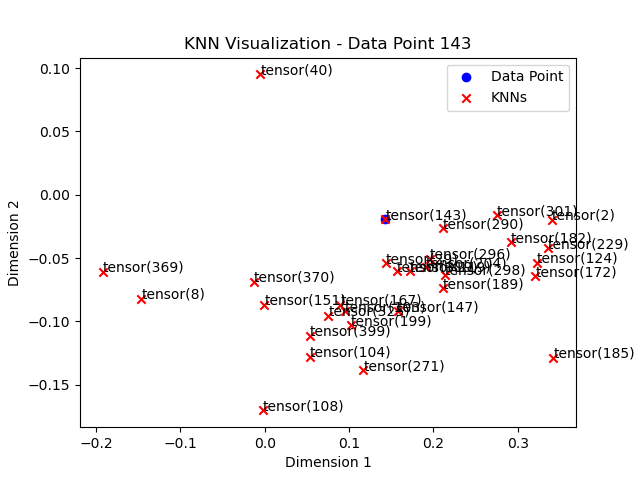 KNN Visualization - Data Point 143
Data Point
KNNs
0.10
0.05
0.00
−0.05
−0.10
−0.15
Dimension 2
tensor(40)
tensor(143)
tensor(301)
tensor(2)
tensor(290)
tensor(182)
tensor(229)
tensor(296)
tensor(124)
tensor(204)
tensor(298)
tensor(172)
tensor(369)
tensor(370)
tensor(189)
tensor(8)
tensor(151)
tensor(167)
tensor(147)
tensor(199)
tensor(399)
tensor(104)
tensor(271)
tensor(185)
tensor(108)
−0.2
−0.1
0.0
0.1
0.2
0.3
Dimension 1